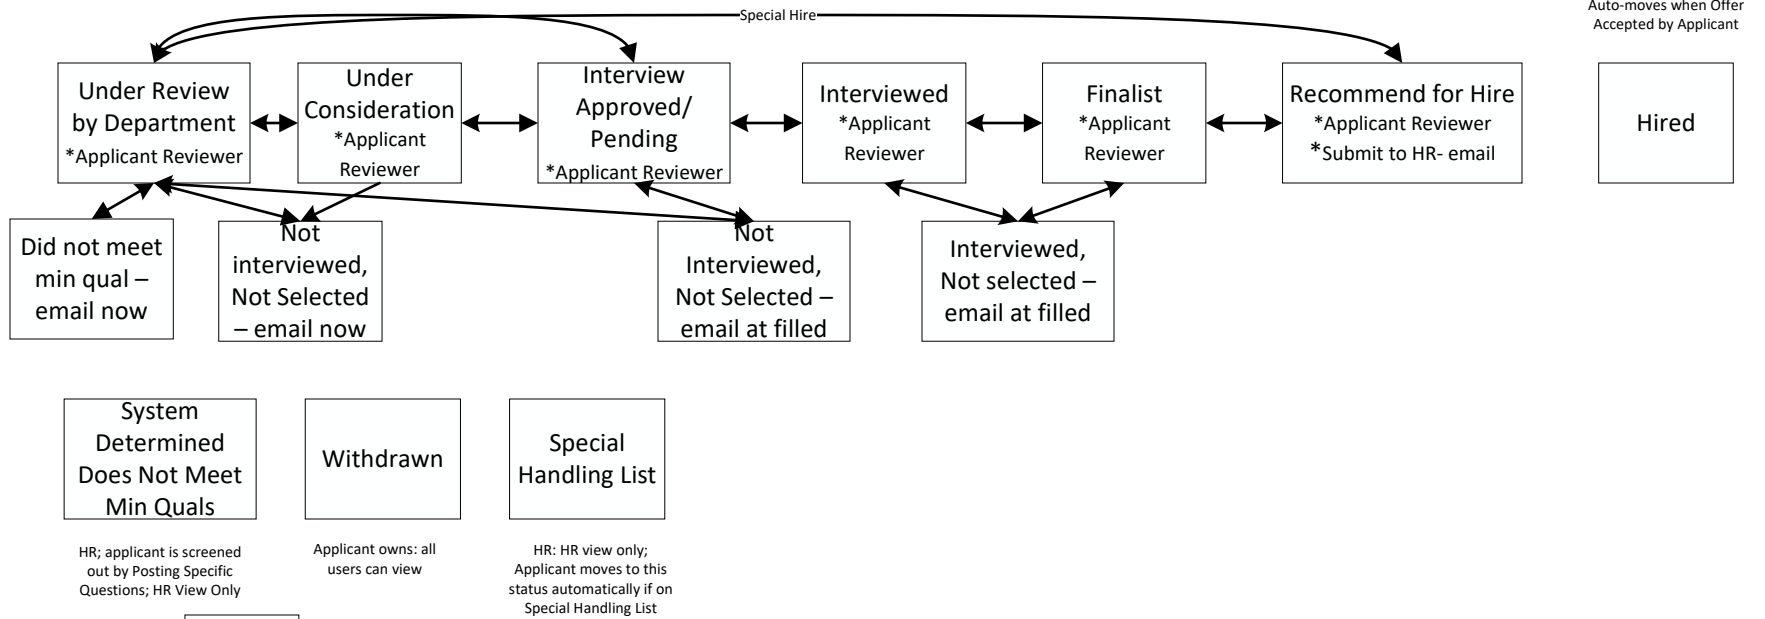 Special Hire
Auto-moves when Offer
Accepted by Applicant
Under Review
by Department
*Applicant Reviewer
Under
Consideration
*Applicant
Reviewer
Interview
Approved/
Pending
*Applicant Reviewer
Interviewed
*Applicant
Reviewer
Finalist
*Applicant
Reviewer
Recommend for Hire
*Applicant Reviewer
*Submit to HR- email
Hired
Did not meet
min qual –
email now
Not
interviewed,
Not Selected
– email now
Not
Interviewed,
Not Selected –
email at filled
Interviewed,
Not selected –
email at filled
System
Determined
Does Not Meet
Min Quals
Withdrawn
Special
Handling List
HR; applicant is screened
out by Posting Specific
Questions; HR View Only
Applicant owns: all
users can view
HR: HR view only;
Applicant moves to this
status automatically if on
Special Handling List